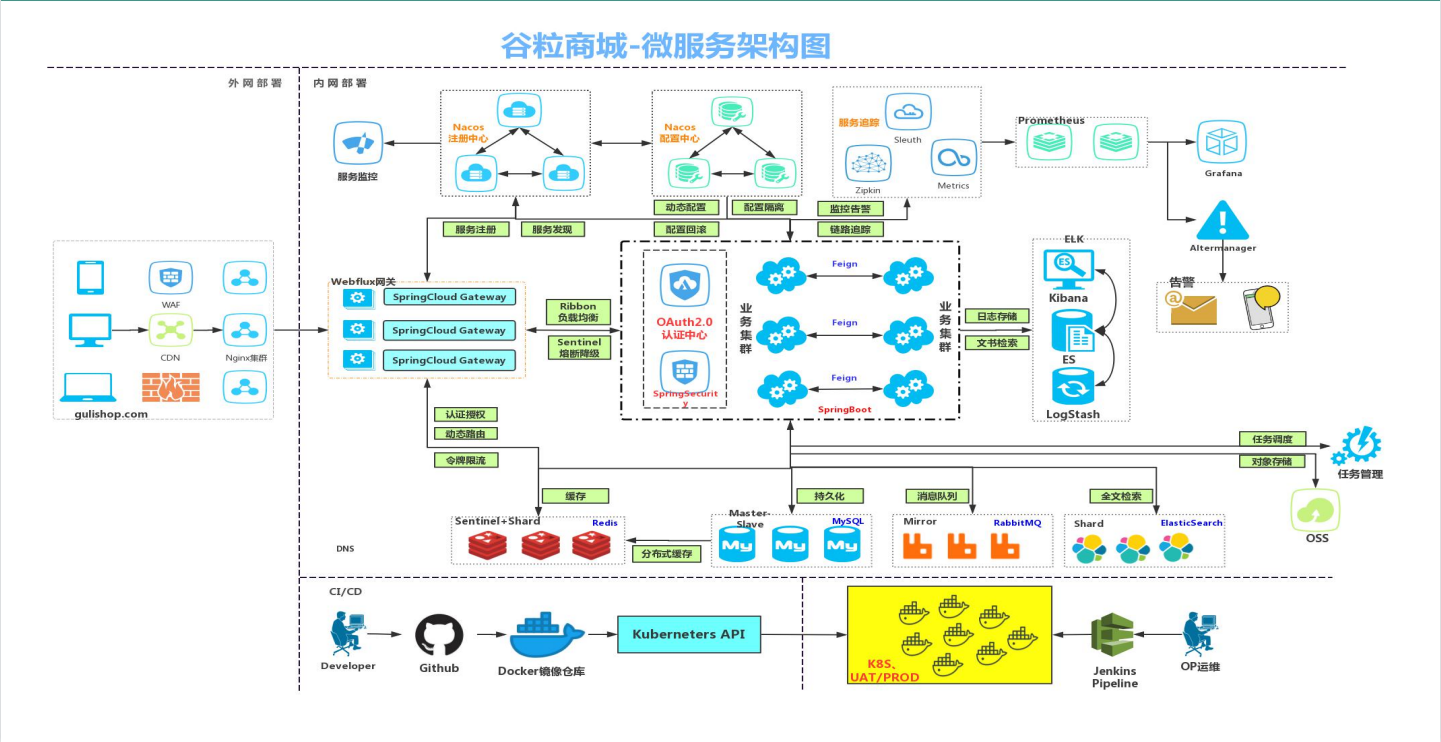 谷粒商城-微服务架构图
外网部署
内网部署
Nacos
注册中心
Nacos
配置中心
服务追踪
Sleuth
Zipkin
Metrics
Prometheus
Grafana
服务监控
动态配置
配置隔离
监控告警
服务注册
服务发现
配置回滚
链路追踪
Altermanager
告警
@
ELK
ES
Kibana
ES
LogStash
WAF
CDN
Nginx集群
gulishop.com
Webflux网关
SpringCloud Gateway
SpringCloud Gateway
SpringCloud Gateway
Ribbon
负载均衡
Sentinel
熔断降级
OAuth2.0
认证中心
SpringSecurit
y
业务集群
Feign
Feign
Feign
业务集群
SpringBoot
日志存储
文书检索
认证授权
动态路由
令牌限流
任务调度
对象存储
任务管理
OSS
缓存
持久化
消息队列
全文检索
Sentinel+Shard
Redis
Master-
Slave
MySQL
My
My
My
Mirror
RabbitMQ
Shard
ElasticSearch
分布式缓存
DNS
CI/CD
Developer
Github
Docker镜像仓库
Kuberneters API
K8S、
UAT/PROD
Jenkins
Pipeline
OP运维